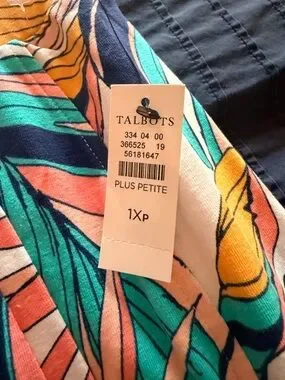 TALBOTS
334 04 00
366525 19
56181647
PLUS PETITE
1XP